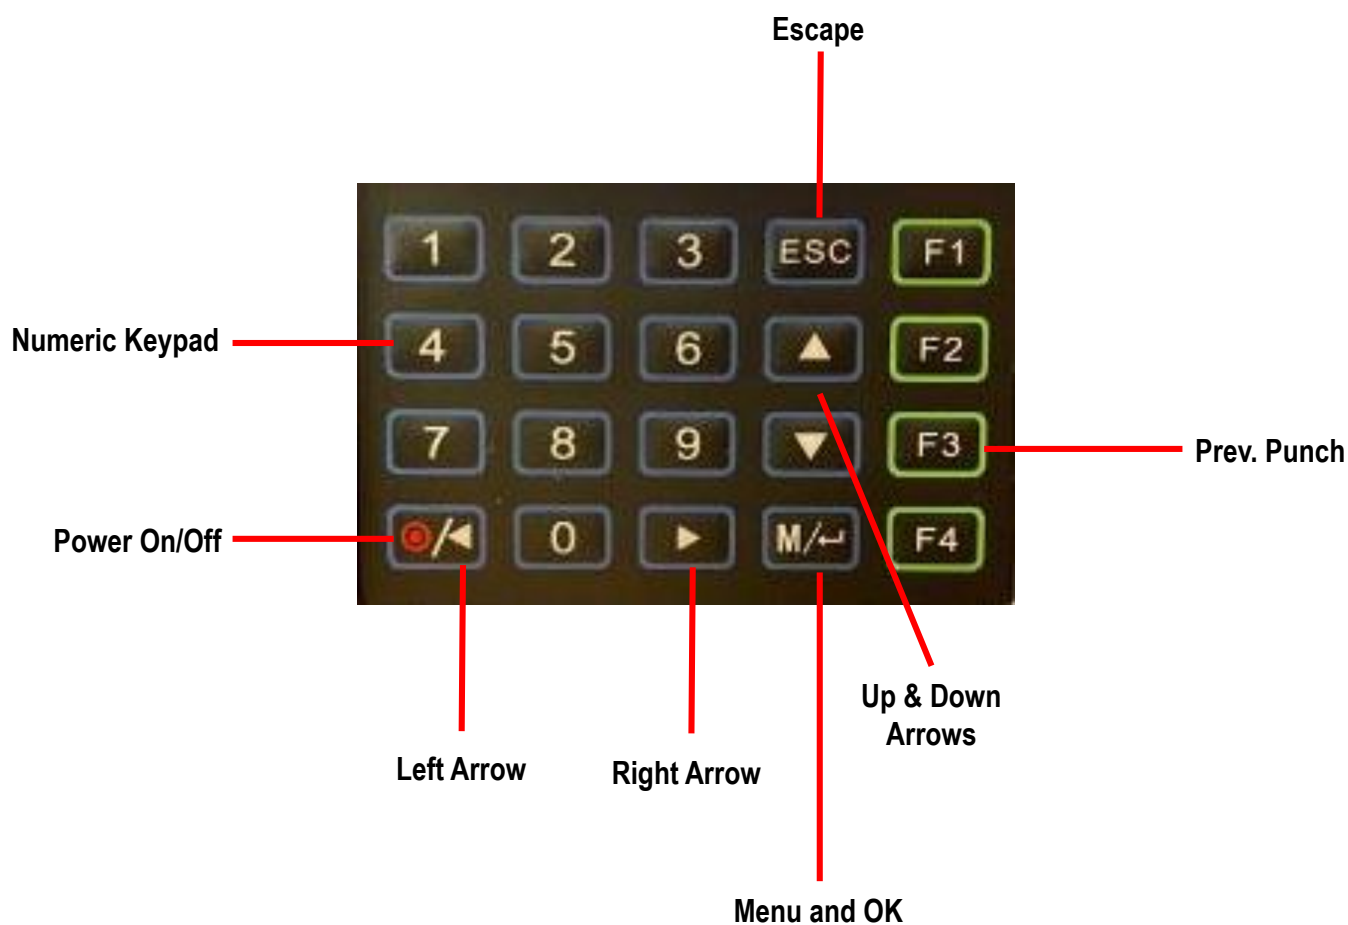 Escape
1 2 3 ESC F1
Numeric Keypad
4 5 6 F2
7 8 9 F3
Prev. Punch
Power On/Off
/ 0 M/ F4
Up & Down
Arrows
Left Arrow
Right Arrow
Menu and OK